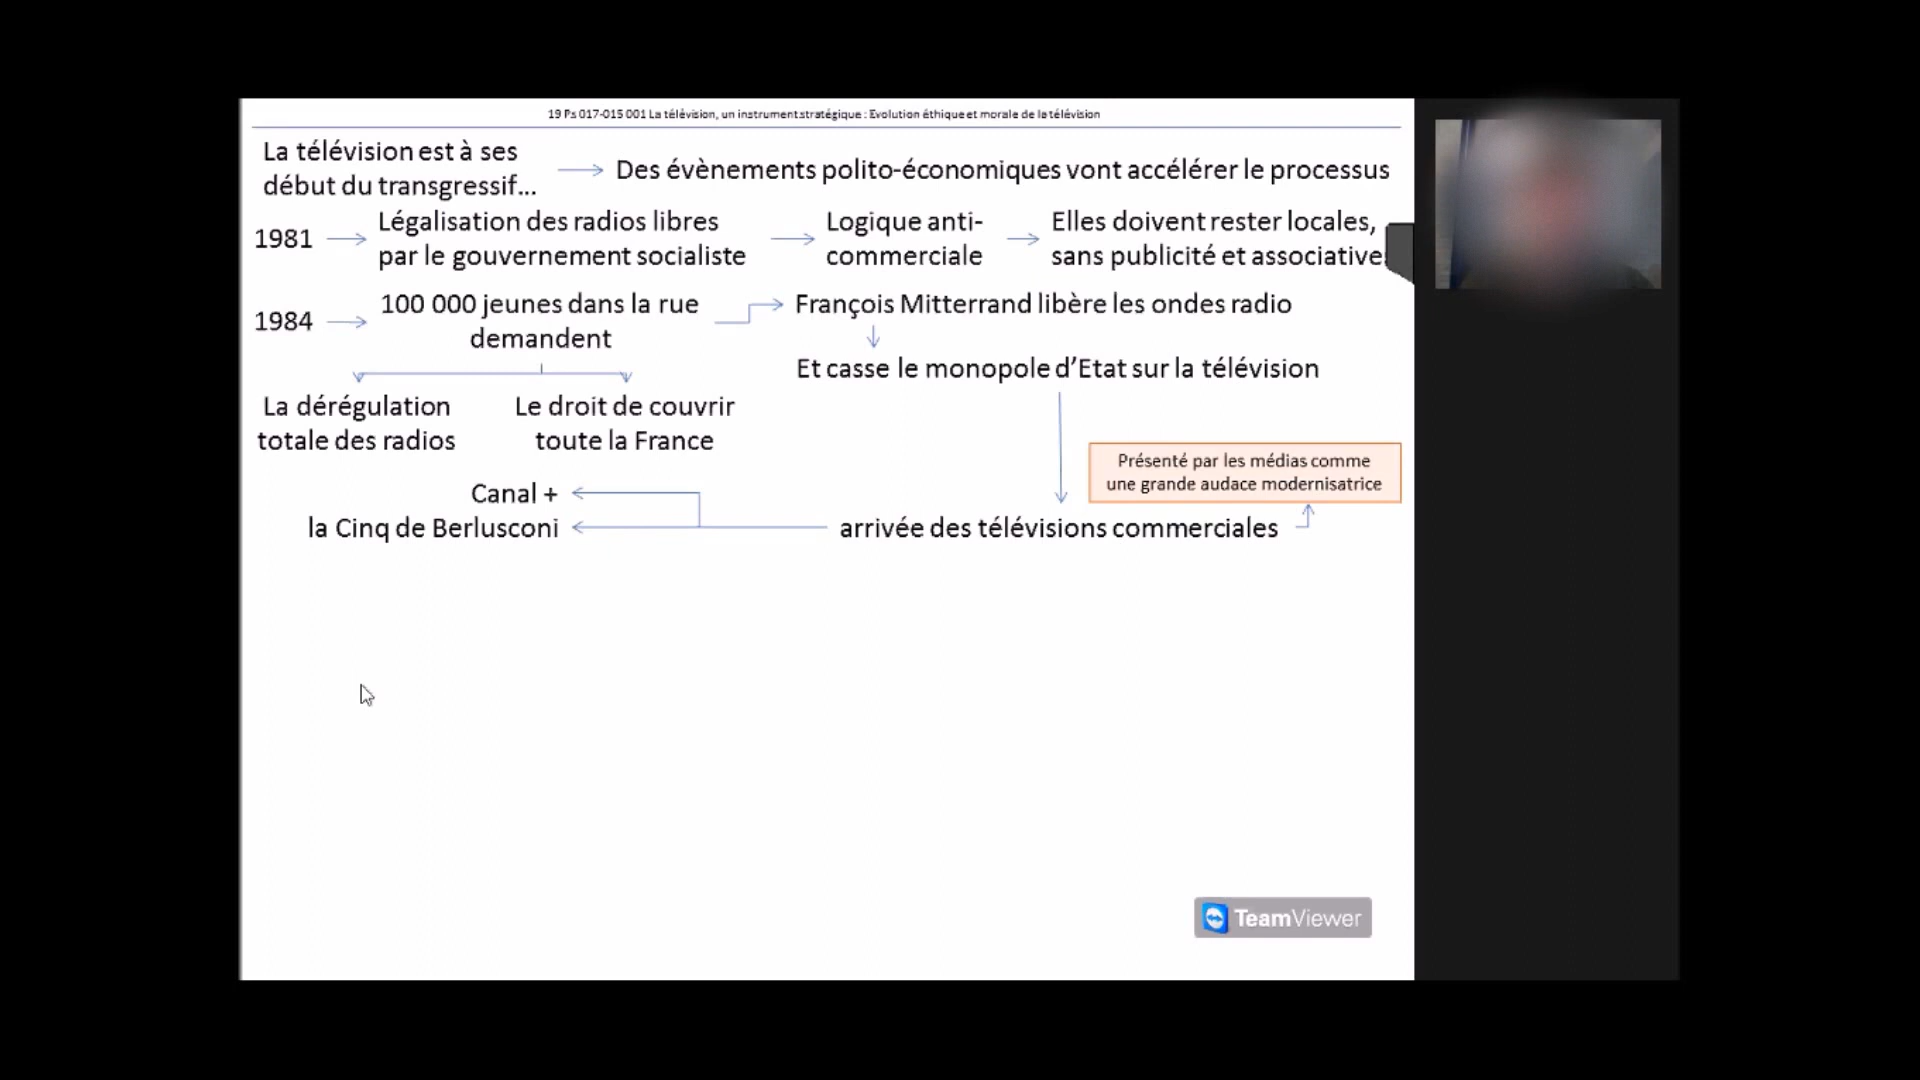 19 Ps 017-015 001 La télévision, un instrument stratégique : Evolution éthique et morale de la télévision
La télévision est à ses
début du transgressif...
Des évènements polito-économiques vont accélérer le processus
1981
Légalisation des radios libres
par le gouvernement socialiste
Logique anti-
commerciale
Elles doivent rester locales,
sans publicité et associative
1984
100 000 jeunes dans la rue
demandent
François Mitterrand libère les ondes radio
Et casse le monopole d'Etat sur la télévision
La dérégulation
totale des radios
Le droit de couvrir
toute la France
Présenté par les médias comme
une grande audace modernisatrice
Canal +
la Cinq de Berlusconi
arrivée des télévisions commerciales
TeamViewer